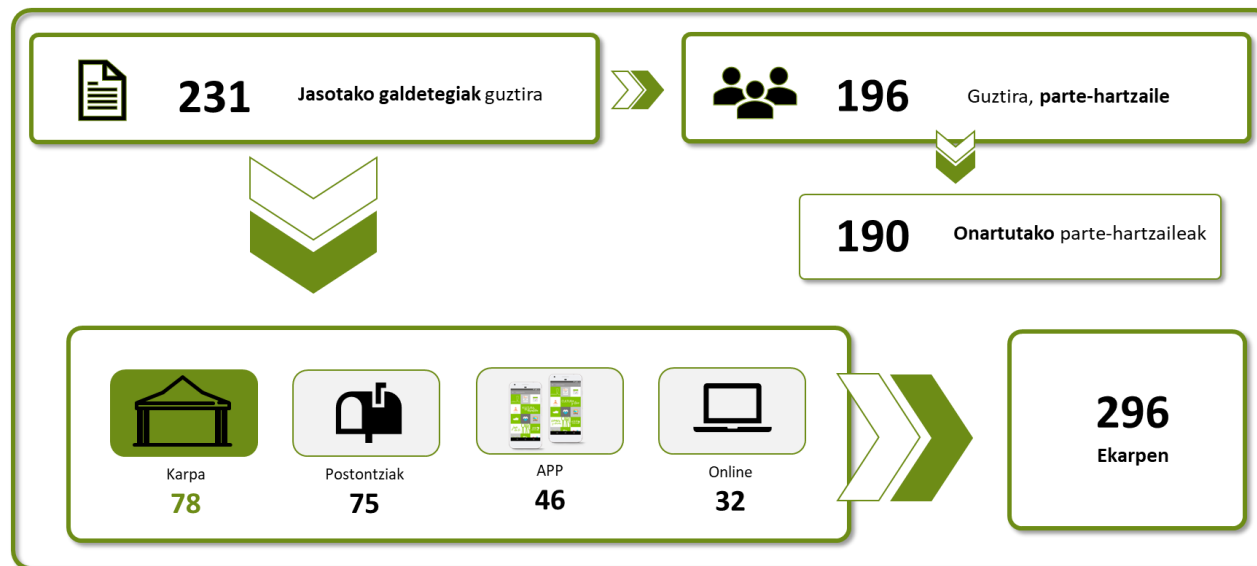 231 Jasotako galdetegiak guztira
196 Guztira, parte-hartzaile
190 Onartutako parte-hartzaileak
Karpa
78
Postontziak
75
APP
46
Online
32
296
Ekarpen